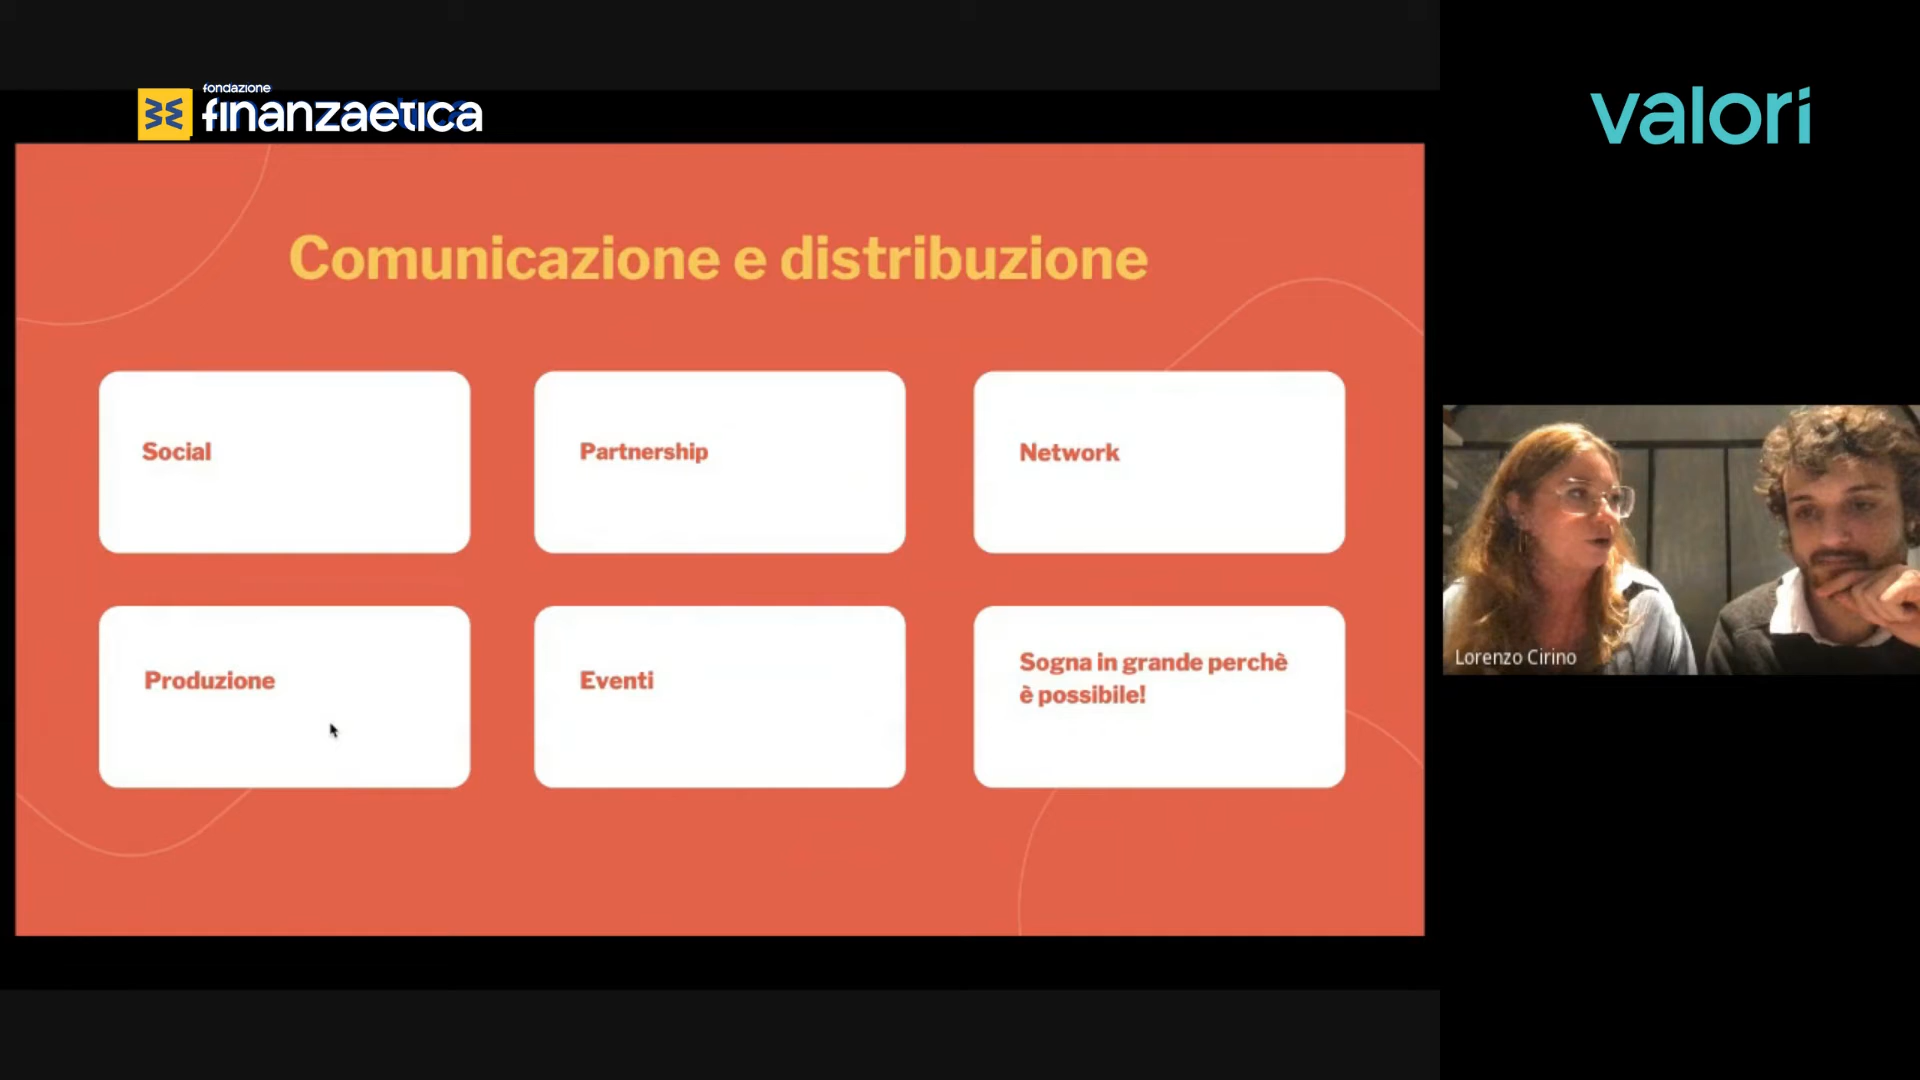 fondazione
finanzaetica
valori
Comunicazione e distribuzione
Social
Partnership
Network
Produzione
Eventi
Sogna in grande perchè
è possibile!
Lorenzo Cirino